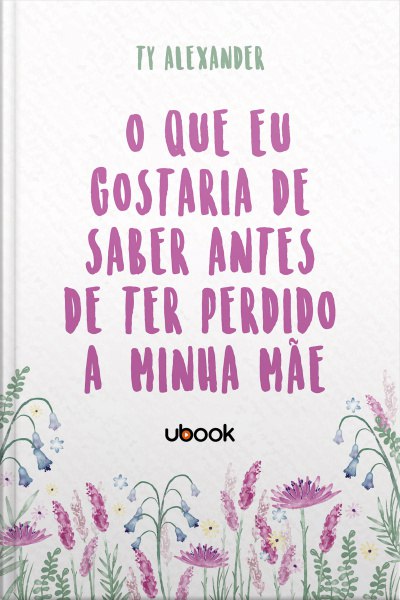 TY ALEXANDER
O QUE EU
GOSTARIA DE
SABER ANTES
DE TER PERDIDO
A MINHA MÃE
ubook